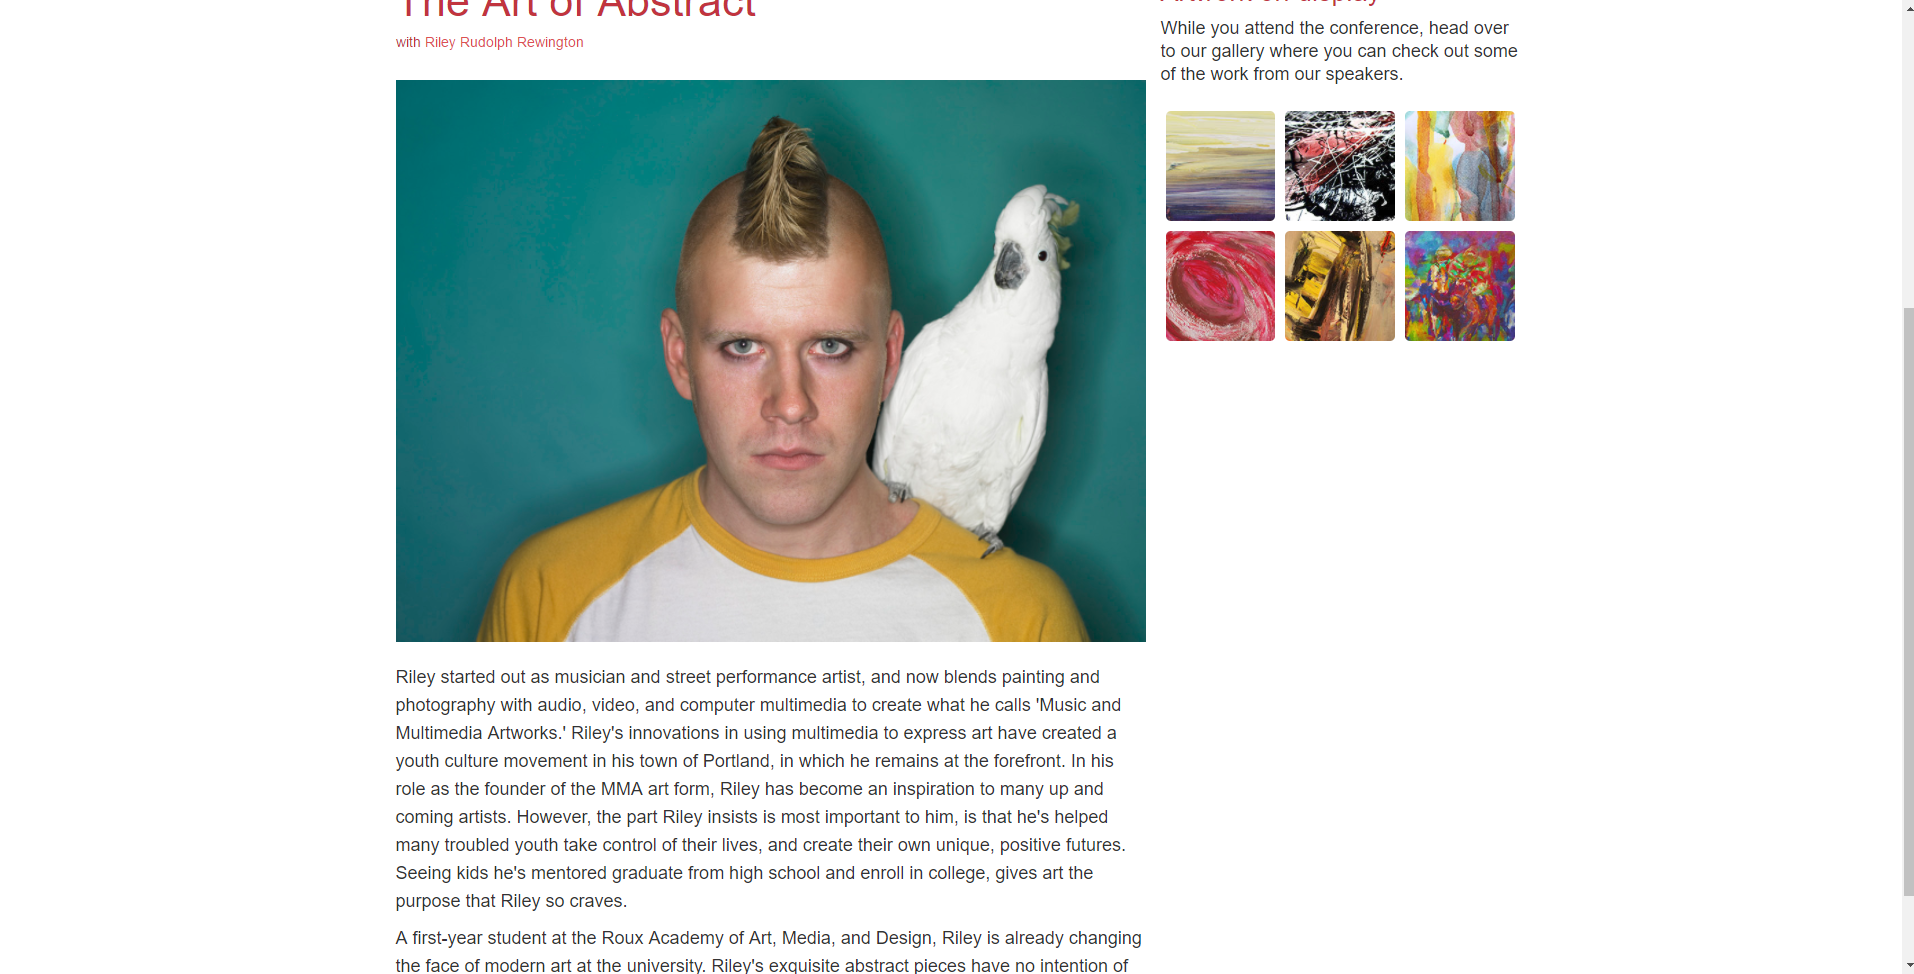 The Art of Abstract
with Riley Rudolph Rewington
Riley started out as musician and street performance artist, and now blends painting and
photography with audio, video, and computer multimedia to create what he calls 'Music and
Multimedia Artworks.' Riley's innovations in using multimedia to express art have created a
youth culture movement in his town of Portland, in which he remains at the forefront. In his
role as the founder of the MMA art form, Riley has become an inspiration to many up and
coming artists. However, the part Riley insists is most important to him, is that he's helped
many troubled youth take control of their lives, and create their own unique, positive futures.
Seeing kids he's mentored graduate from high school and enroll in college, gives art the
purpose that Riley so craves.
A first-year student at the Roux Academy of Art, Media, and Design, Riley is already changing
the face of modern art at the university. Riley's exquisite abstract pieces have no intention of
Artwork on display
While you attend the conference, head over
to our gallery where you can check out some
of the work from our speakers.